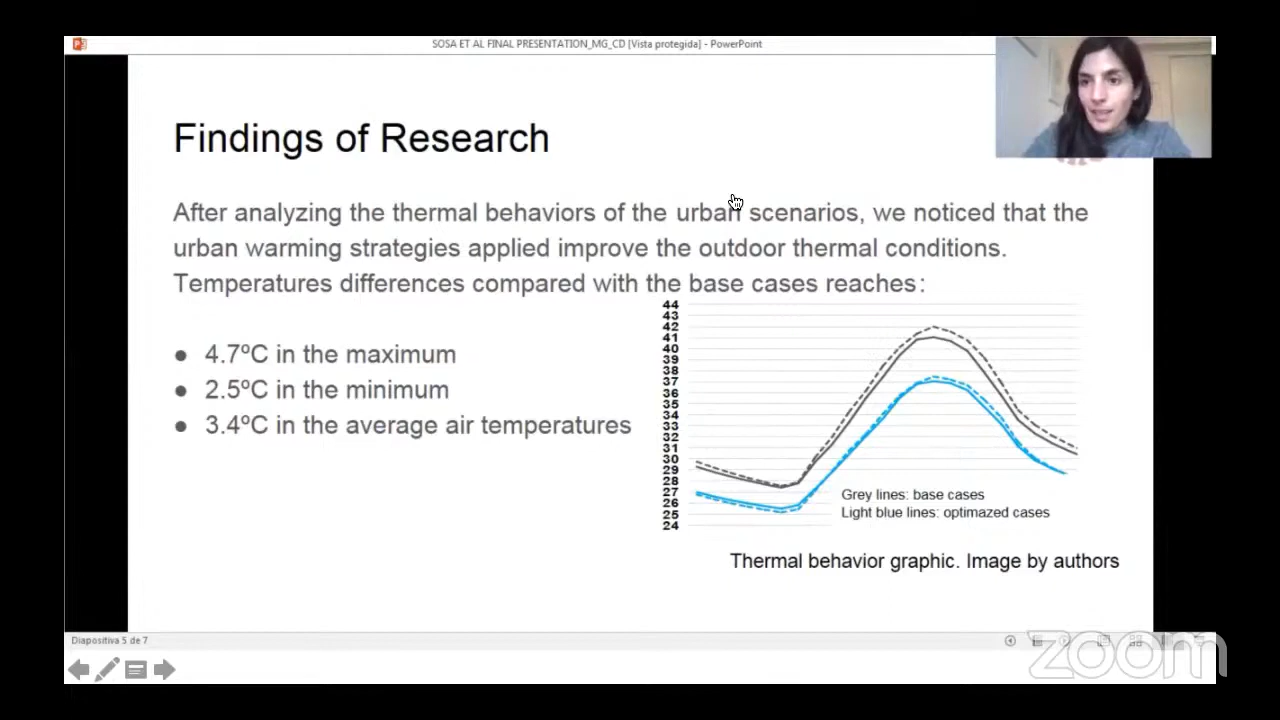 SOSA ET AL FINAL PRESENTATION_MG_CD [Vista protegida] - PowerPoint
Findings of Research
After analyzing the thermal behaviors of the urban scenarios, we noticed that the
urban warming strategies applied improve the outdoor thermal conditions.
Temperatures differences compared with the base cases reaches:
● 4.7ºC in the maximum
● 2.5ºC in the minimum
● 3.4ºC in the average air temperatures
44
43
42
41
40
39
38
37
36
35
34
33
32
31
30
29
28
27
26
25
24
Grey lines: base cases
Light blue lines: optimazed cases
Thermal behavior graphic. Image by authors
Diapositiva 5 de 7
zoom